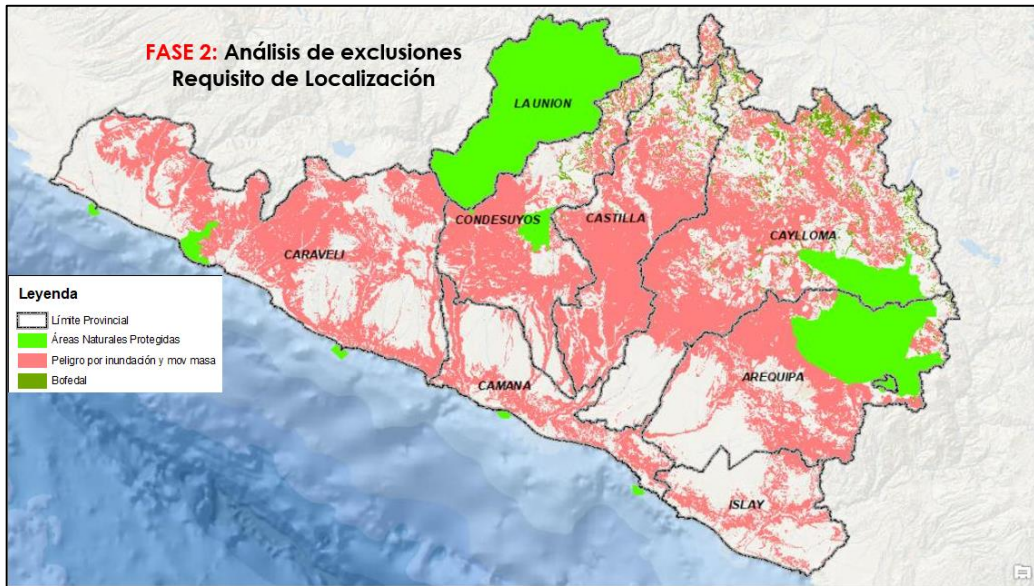 FASE 2: Análisis de exclusiones
Requisito de Localización
LA UNION
CONDESUYOS
CASTILLA
CAYLLOMA
CARAVELI
CAMANA
AREQUIPA
ISLAY
Leyenda
Límite Provincial
Áreas Naturales Protegidas
Peligro por inundación y mov masa
Bofedal